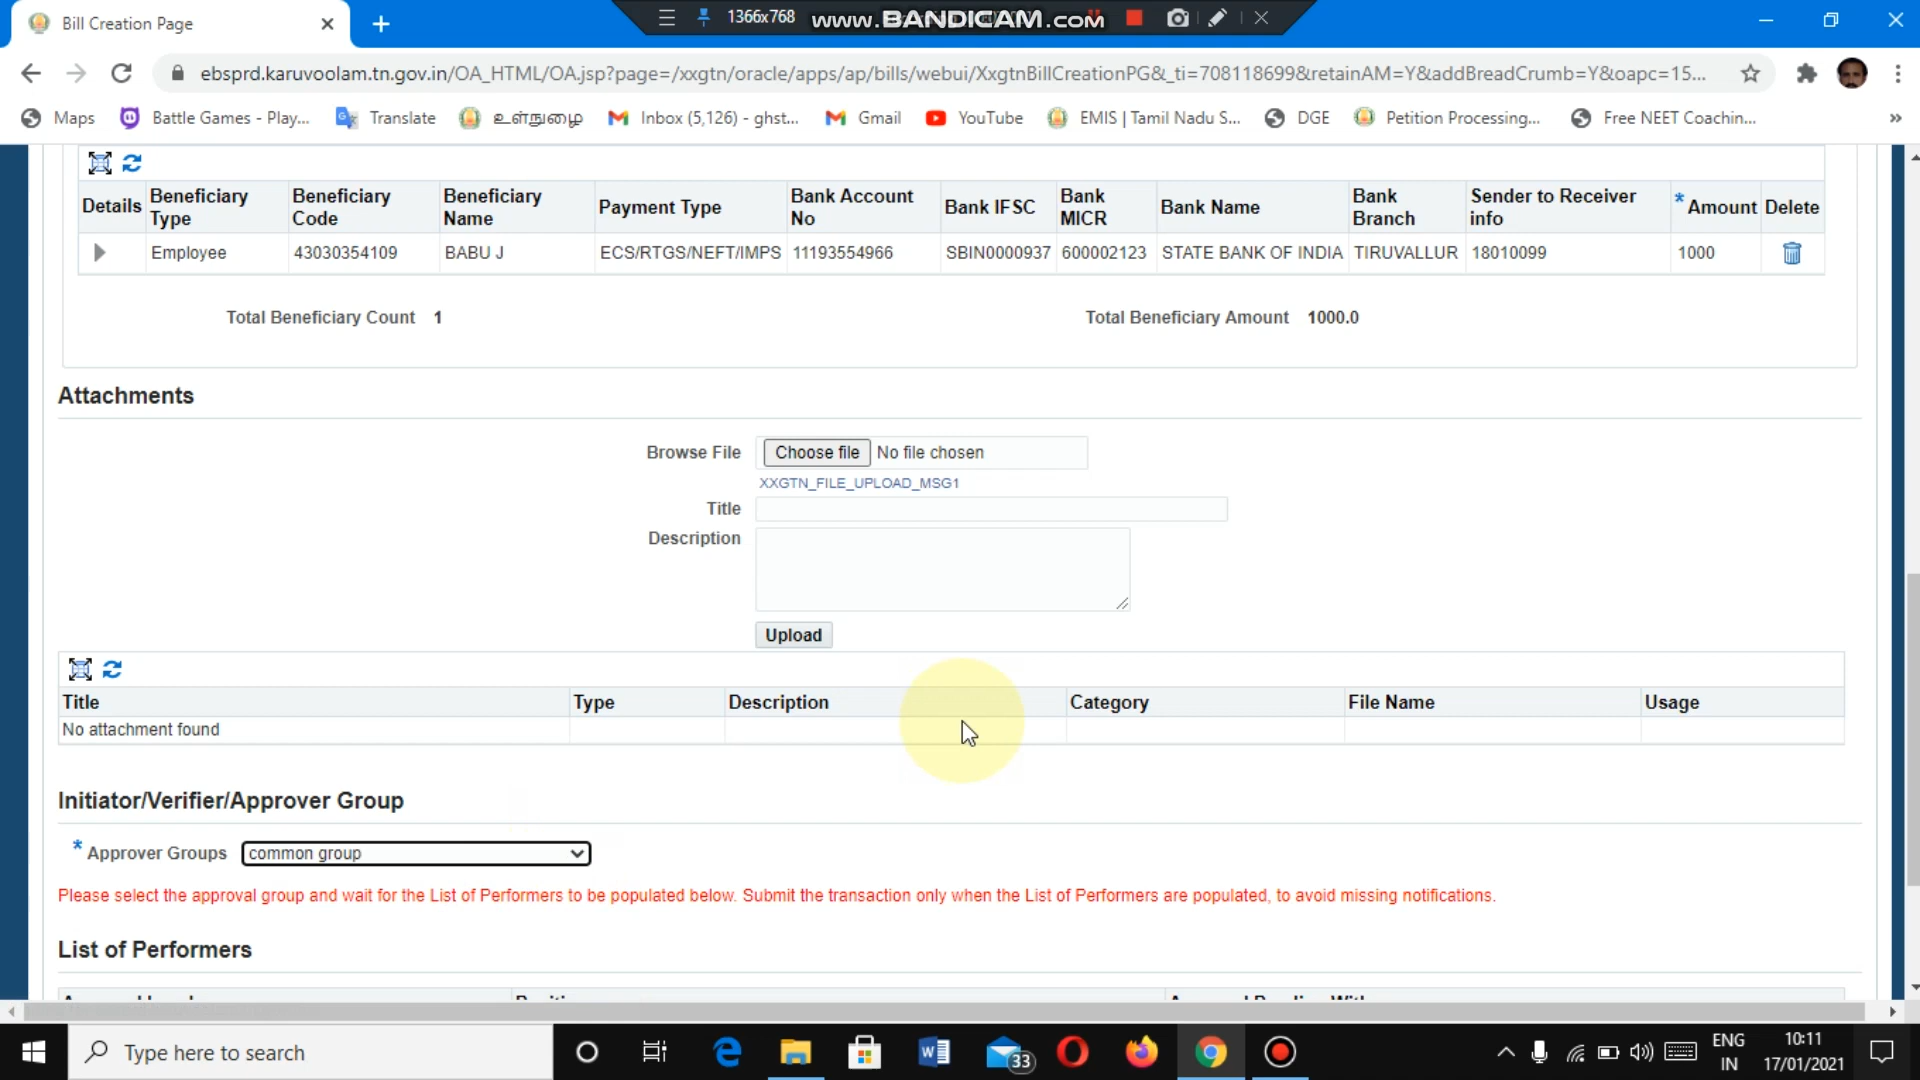 Bill Creation Page
1366x768
www.BANDICAM.com
ebsprd.karuvoolam.tn.gov.in/OA_HTML/OA.jsp?page=/xxgtn/oracle/apps/ap/bills/webui/XxgtnBillCreationPG&_ti=708118699&retainAM=Y&addBreadCrumb=Y&oapc=15...
Maps Battle Games - Play... Translate உள்நுழை Inbox (5,126) - ghst... Gmail YouTube EMIS | Tamil Nadu S... DGE Petition Processing... Free NEET Coachin... »
Details Beneficiary Type Beneficiary Code Beneficiary Name Payment Type Bank Account No Bank IFSC Bank MICR Bank Name Bank Branch Sender to Receiver info * Amount Delete
Employee 43030354109 BABU J ECS/RTGS/NEFT/IMPS 11193554966 SBIN0000937 600002123 STATE BANK OF INDIA TIRUVALLUR 18010099 1000
Total Beneficiary Count 1 Total Beneficiary Amount 1000.0
Attachments
Browse File Choose file No file chosen
XXGTN_FILE_UPLOAD_MSG1
Title
Description
Upload
Title Type Description Category File Name Usage
No attachment found
Initiator/Verifier/Approver Group
* Approver Groups common group
Please select the approval group and wait for the List of Performers to be populated below. Submit the transaction only when the List of Performers are populated, to avoid missing notifications.
List of Performers
Type here to search
33
ENG 10:11
IN 17/01/2021